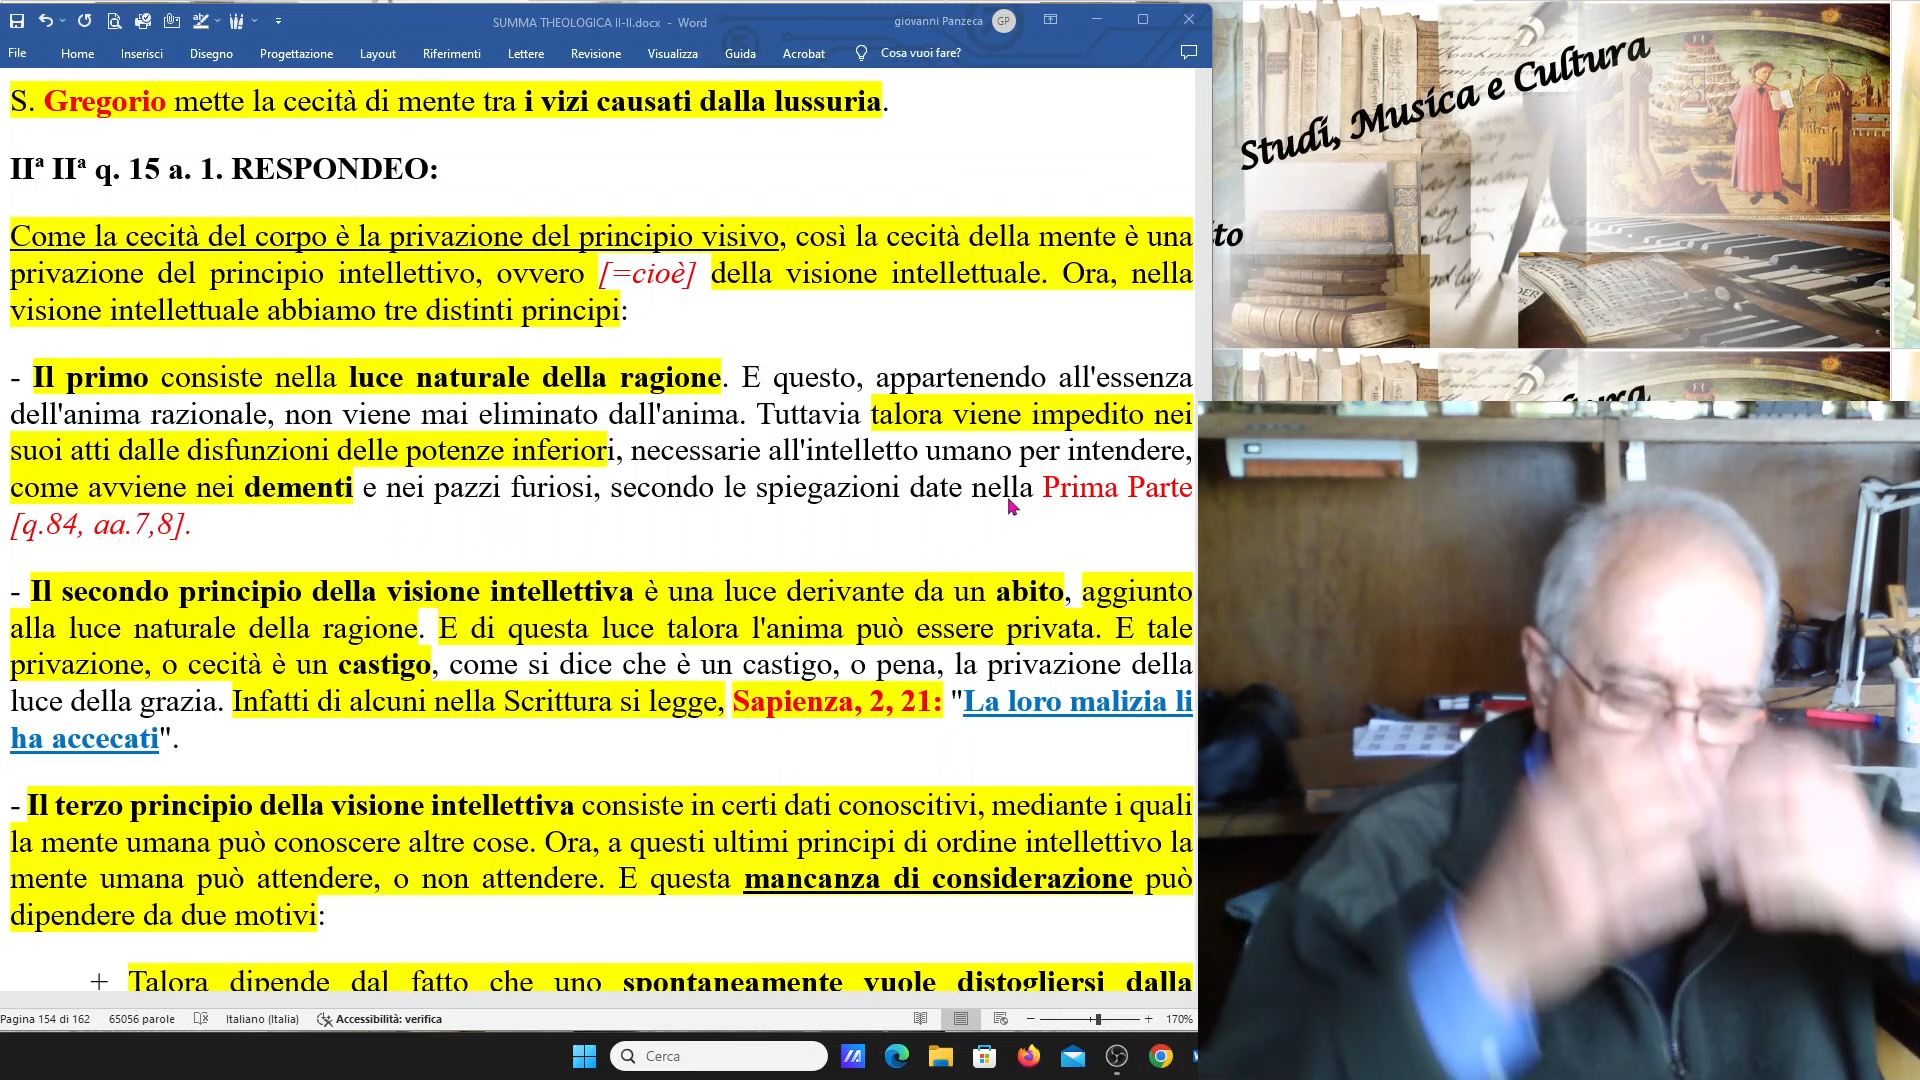 SUMMA THEOLOGICA II-II.docx - Word
giovanni Panzeca GP
File Home Inserisci Disegno Progettazione Layout Riferimenti Lettere Revisione Visualizza Guida Acrobat Cosa vuoi fare?
S. Gregorio mette la cecità di mente tra i vizi causati dalla lussuria.
IIª IIª q. 15 a. 1. RESPONDEO:
Come la cecità del corpo è la privazione del principio visivo, così la cecità della mente è una
privazione del principio intellettivo, ovvero [=cioè] della visione intellettuale. Ora, nella
visione intellettuale abbiamo tre distinti principi:
- Il primo consiste nella luce naturale della ragione. E questo, appartenendo all'essenza
dell'anima razionale, non viene mai eliminato dall'anima. Tuttavia talora viene impedito nei
suoi atti dalle disfunzioni delle potenze inferiori, necessarie all'intelletto umano per intendere,
come avviene nei dementi e nei pazzi furiosi, secondo le spiegazioni date nella Prima Parte
[q.84, aa.7,8].
- Il secondo principio della visione intellettiva è una luce derivante da un abito, aggiunto
alla luce naturale della ragione. E di questa luce talora l'anima può essere privata. E tale
privazione, o cecità è un castigo, come si dice che è un castigo, o pena, la privazione della
luce della grazia. Infatti di alcuni nella Scrittura si legge, Sapienza, 2, 21: "La loro malizia li
ha accecati".
- Il terzo principio della visione intellettiva consiste in certi dati conoscitivi, mediante i quali
la mente umana può conoscere altre cose. Ora, a questi ultimi principi di ordine intellettivo la
mente umana può attendere, o non attendere. E questa mancanza di considerazione può
dipendere da due motivi:
+ Talora dipende dal fatto che uno spontaneamente vuole distogliersi dalla
Pagina 154 di 162 65056 parole Italiano (Italia) Accessibilità: verifica 170%
Cerca
Studi, Musica e Cultura
to